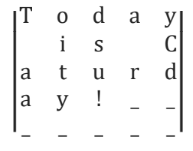 T o d a y
i s C
a t u r d
a y ! _ _
_ _ _ _ _